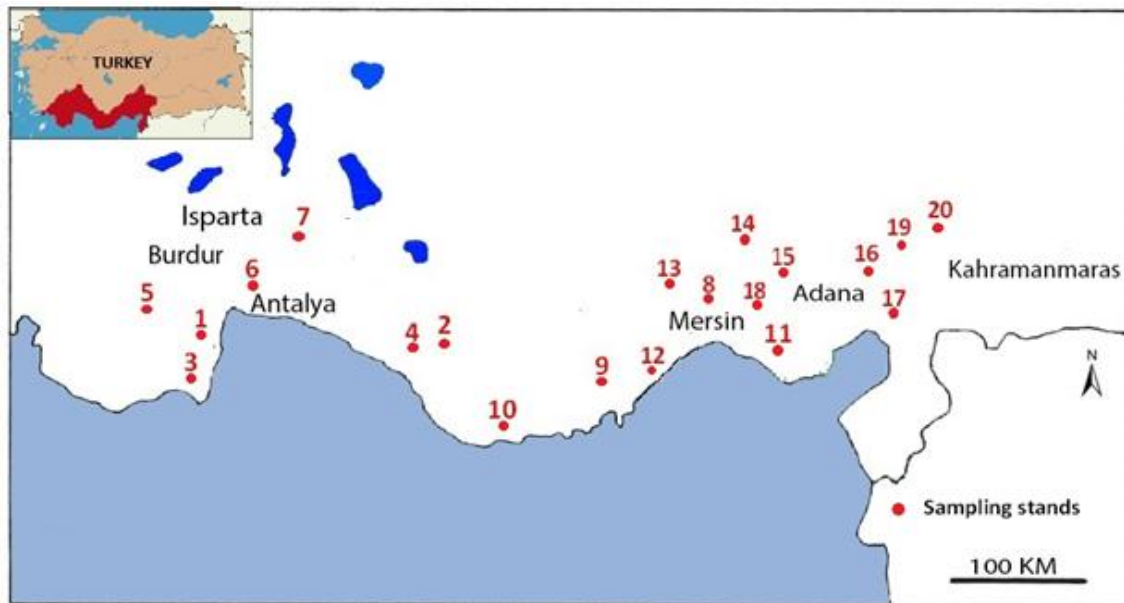 TURKEY
Isparta
7
Burdur
6
Antalya
5
1
3
4
2
10
9
12
13
8
14
15
18
Mersin
Adana
11
16
19
20
17
Kahramanmaras
N
Sampling stands
100 KM